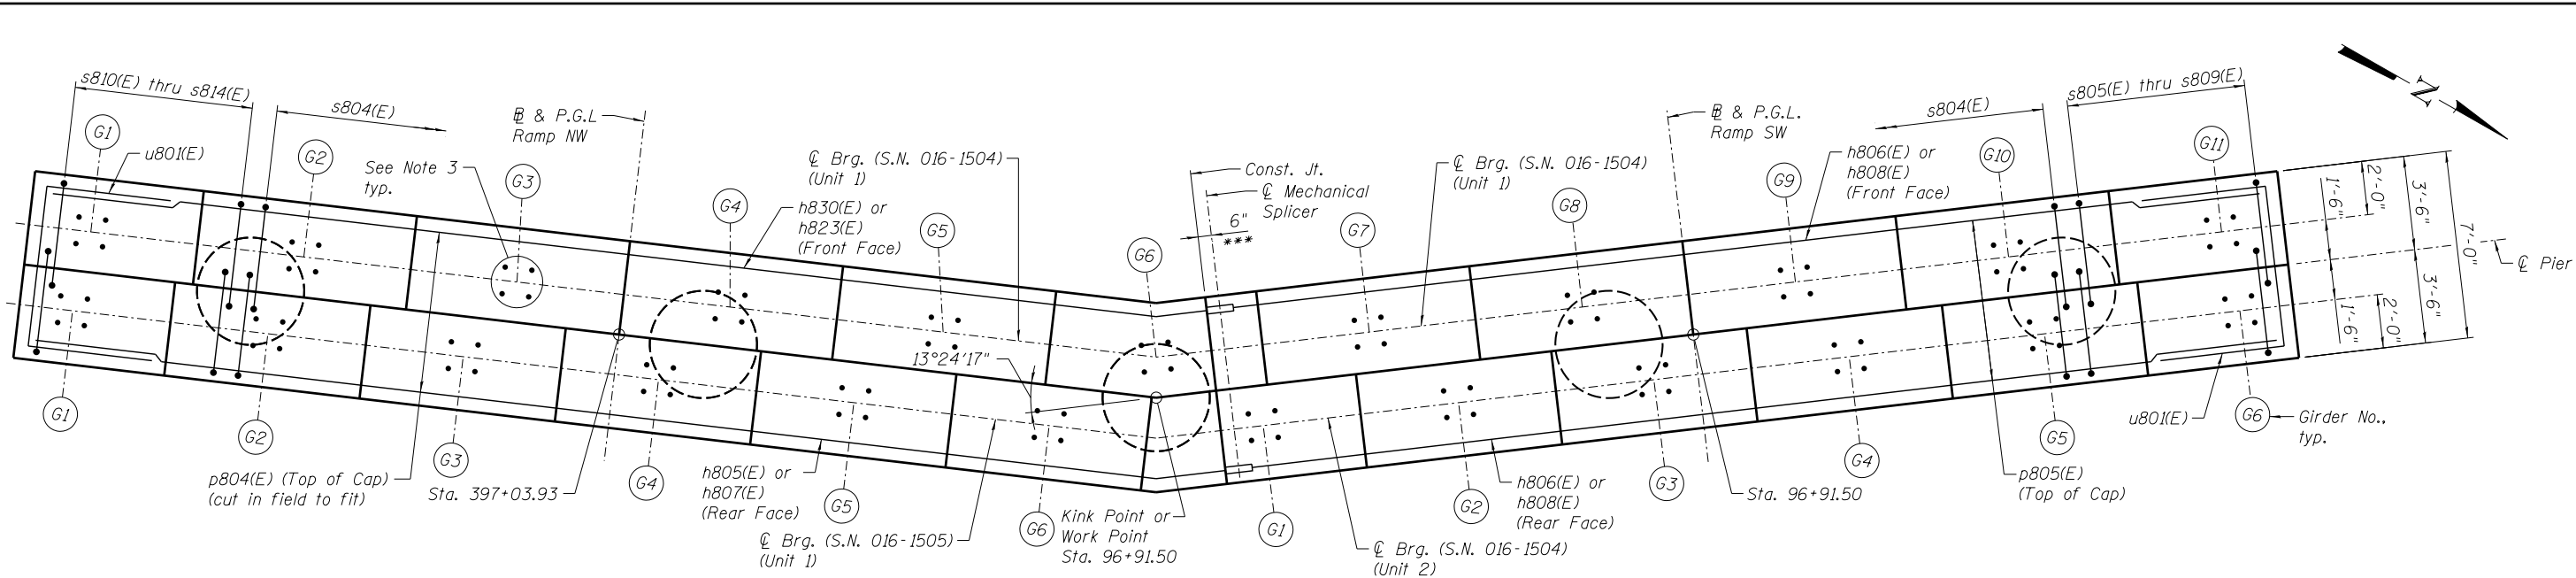 s810(E) thru s814(E)
s804(E)
G1
u801(E)
G2
See Note 3
typ.
G3
℄ & P.G.L
Ramp NW
G4
h830(E) or
h823(E)
(Front Face)
℄ Brg. (S.N. 016-1504)
(Unit 1)
G5
G6
Const. Jt.
℄ Mechanical
Splicer
6"
***
G7
℄ Brg. (S.N. 016-1504)
(Unit 1)
G8
℄ & P.G.L.
Ramp SW
G9
h806(E) or
h808(E)
(Front Face)
s804(E)
G10
s805(E) thru s809(E)
G11
Z
1'-6"
2'-0"
3'-6"
7'-0"
℄ Pier
1'-6"
2'-0"
3'-6"
13°24'17"
G1
G2
p804(E) (Top of Cap)
(cut in field to fit)
G3
Sta. 397+03.93
G4
h805(E) or
h807(E)
(Rear Face)
G5
℄ Brg. (S.N. 016-1505)
(Unit 1)
G6
Kink Point or
Work Point
Sta. 96+91.50
G1
℄ Brg. (S.N. 016-1504)
(Unit 2)
G2
h806(E) or
h808(E)
(Rear Face)
G3
Sta. 96+91.50
G4
p805(E)
(Top of Cap)
G5
u801(E)
G6
Girder No.,
typ.